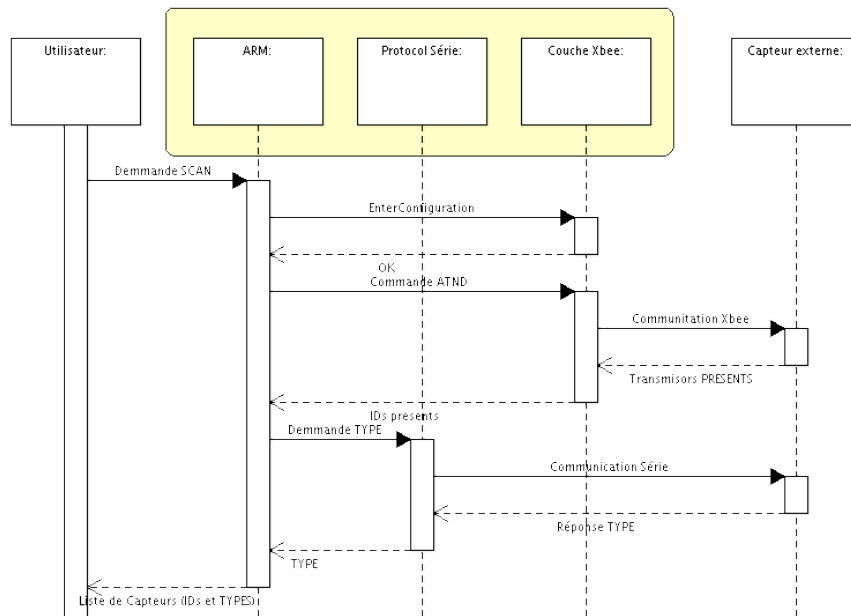 Utilisateur:
ARM:
Protocol Série:
Couche Xbee:
Capteur externe:
Demmande SCAN
EnterConfiguration
OK
Commande ATND
Communitation Xbee
Transmisors PRESENTS
IDs presents
Demmande TYPE
Communication Série
Réponse TYPE
TYPE
Liste de Capteurs (IDs et TYPES)